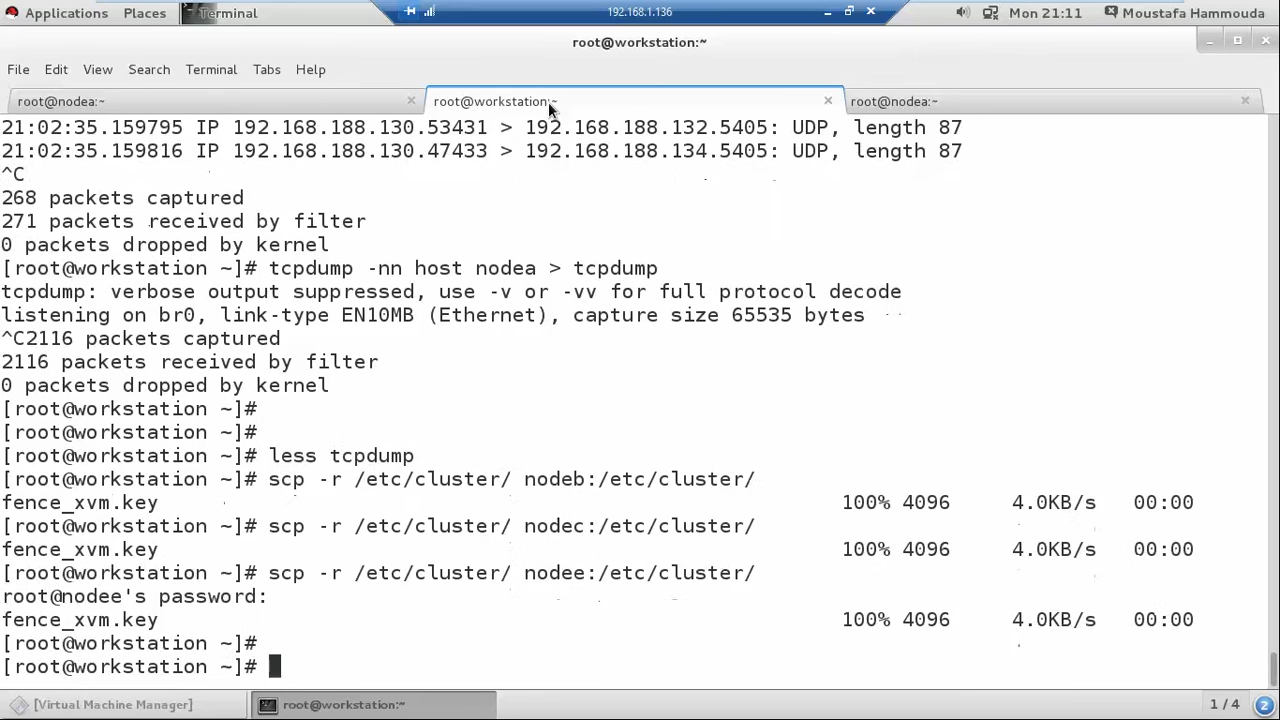 Applications Places Terminal 192.168.1.136 Mon 21:11 Moustafa Hammouda
root@workstation:~
File Edit View Search Terminal Tabs Help
root@nodea:~ root@workstation:~ root@nodea:~
21:02:35.159795 IP 192.168.188.130.53431 > 192.168.188.132.5405: UDP, length 87
21:02:35.159816 IP 192.168.188.130.47433 > 192.168.188.134.5405: UDP, length 87
^C
268 packets captured
271 packets received by filter
0 packets dropped by kernel
[root@workstation ~]# tcpdump -nn host nodea > tcpdump
tcpdump: verbose output suppressed, use -v or -vv for full protocol decode
listening on br0, link-type EN10MB (Ethernet), capture size 65535 bytes
^C2116 packets captured
2116 packets received by filter
0 packets dropped by kernel
[root@workstation ~]#
[root@workstation ~]#
[root@workstation ~]# less tcpdump
[root@workstation ~]# scp -r /etc/cluster/ nodeb:/etc/cluster/
fence_xvm.key 100% 4096 4.0KB/s 00:00
[root@workstation ~]# scp -r /etc/cluster/ nodec:/etc/cluster/
fence_xvm.key 100% 4096 4.0KB/s 00:00
[root@workstation ~]# scp -r /etc/cluster/ nodee:/etc/cluster/
root@nodee's password:
fence_xvm.key 100% 4096 4.0KB/s 00:00
[root@workstation ~]#
[root@workstation ~]#
[Virtual Machine Manager] root@workstation:~ 1 / 4 2